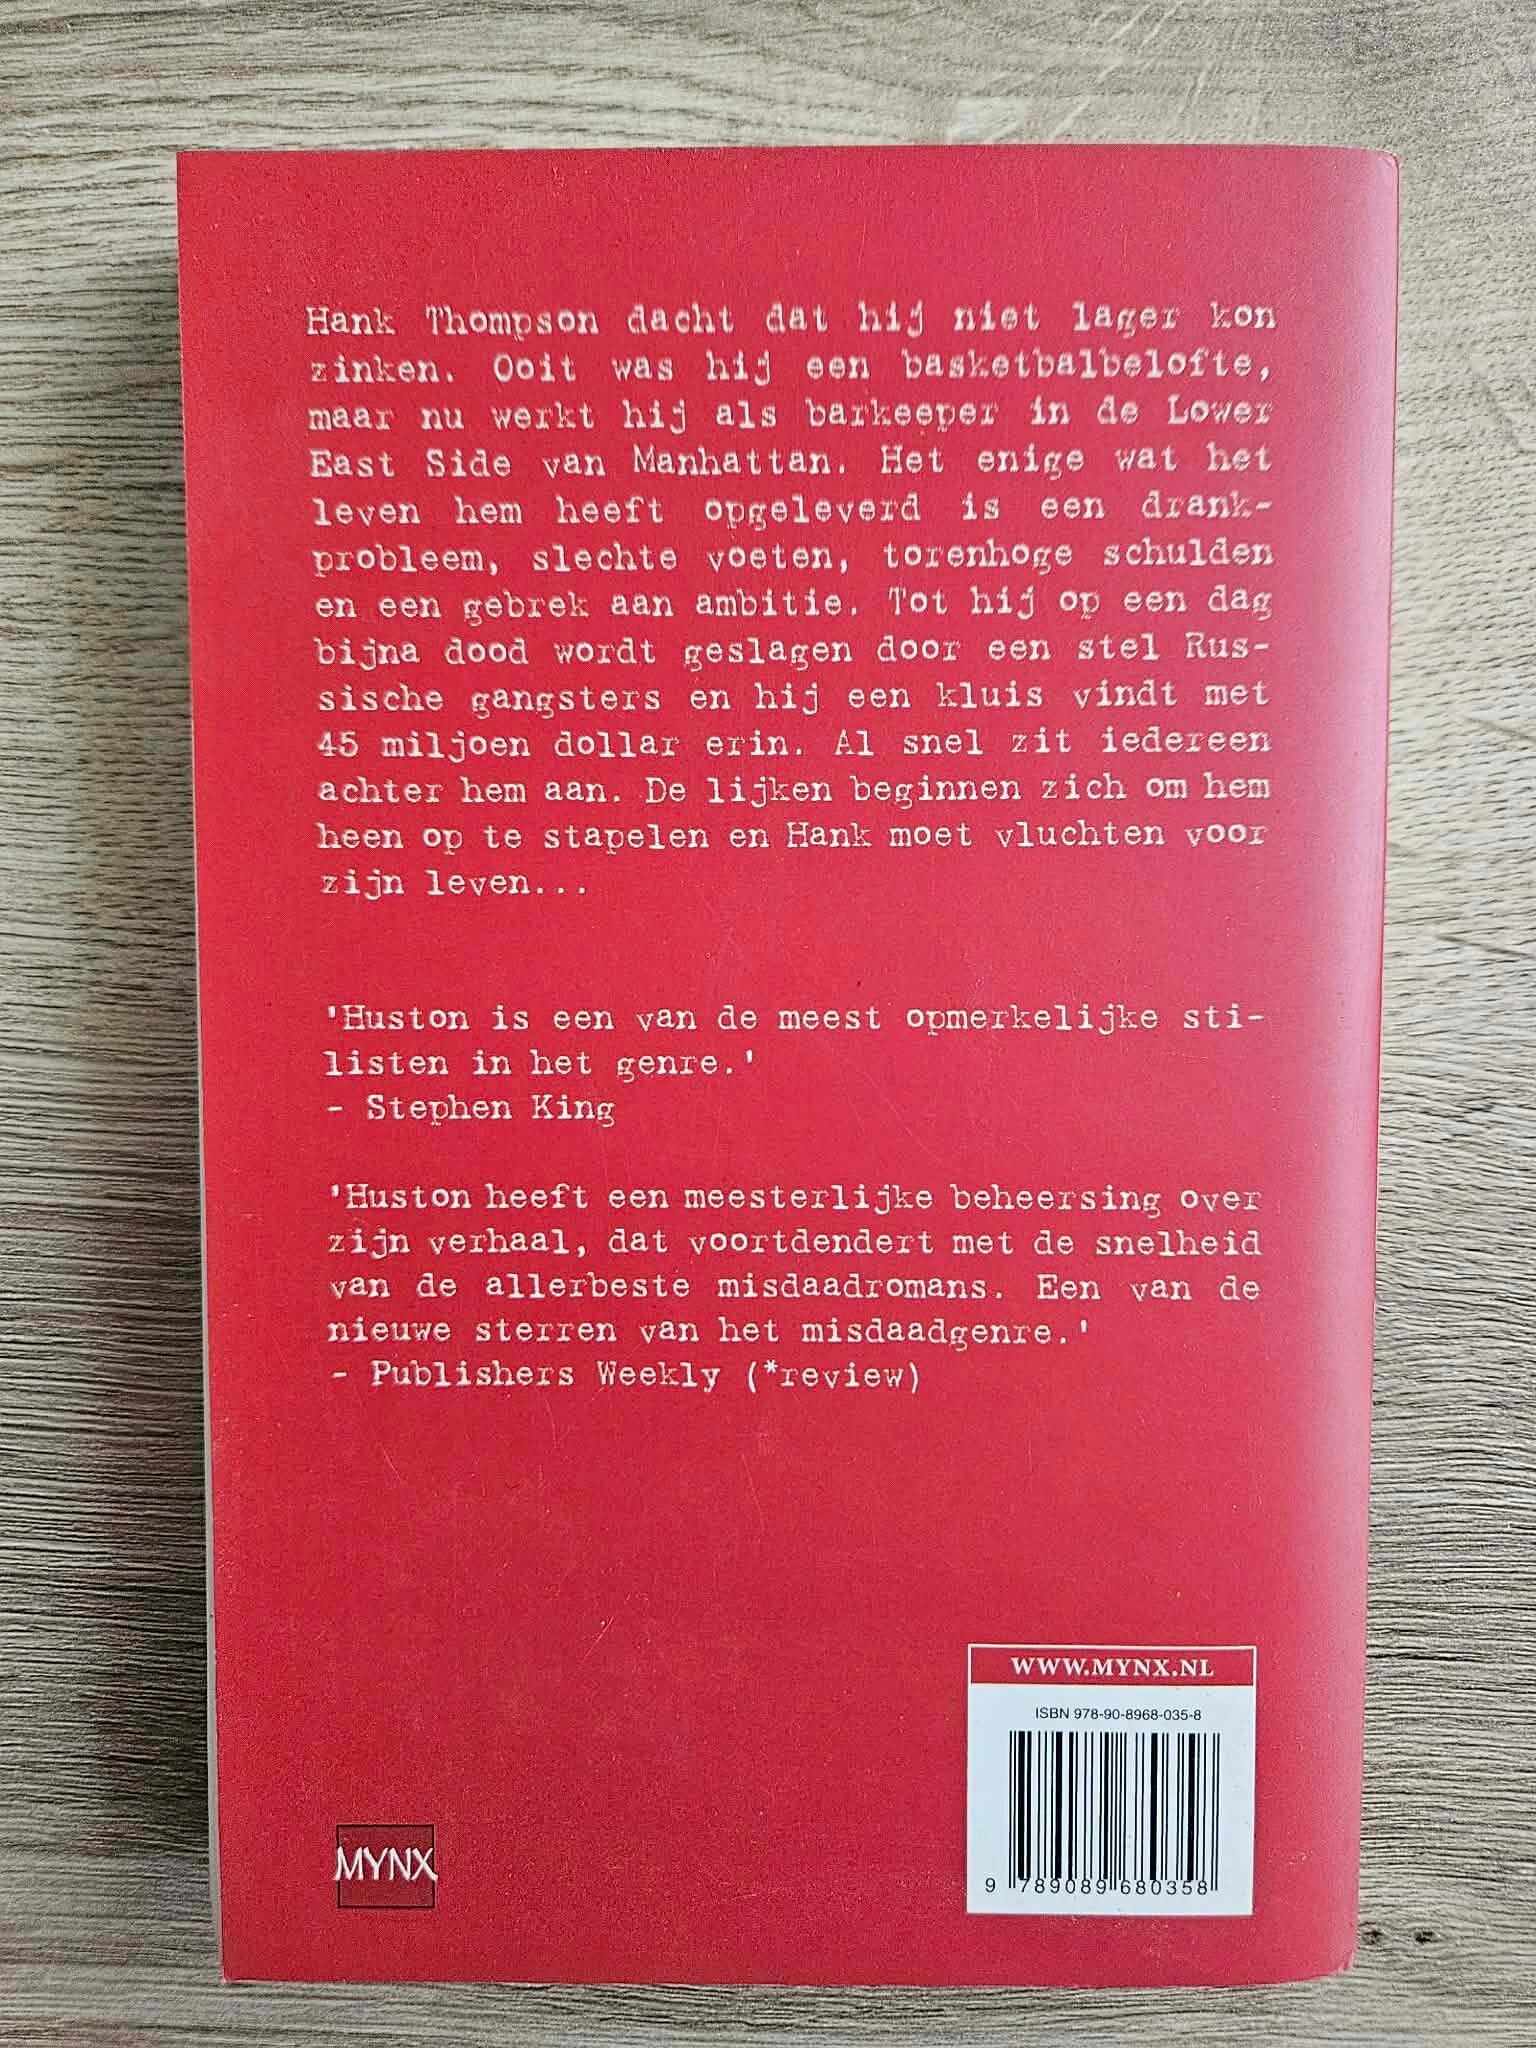 Hank Thompson dacht dat hij niet lager kon
zinken. Ooit was hij een basketbalbelofte,
maar nu werkt hij als barkeeper in de Lower
East Side van Manhattan. Het enige wat het
leven hem heeft opgeleverd is een drank-
probleem, slechte voeten, torenhoge schulden
en een gebrek aan ambitie. Tot hij op een dag
bijna dood wordt geslagen door een stel Rus-
sische gangsters en hij een kluis vindt met
45 miljoen dollar erin. Al snel zit iedereen
achter hem aan. De lijken beginnen zich om hem
heen op te stapelen en Hank moet vluchten voor
zijn leven...
'Huston is een van de meest opmerkelijke sti-
listen in het genre.'
- Stephen King
'Huston heeft een meesterlijke beheersing over
zijn verhaal, dat voortdendert met de snelheid
van de allerbeste misdaadromans. Een van de
nieuwe sterren van het misdaadgenre.'
- Publishers Weekly (*review)
WWW.MYNX.NL
ISBN 978-90-8968-035-8
9 789089 680358
MYNX